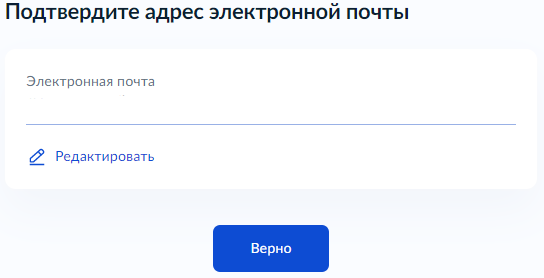 Подтвердите адрес электронной почты
Электронная почта
Редактировать
Верно